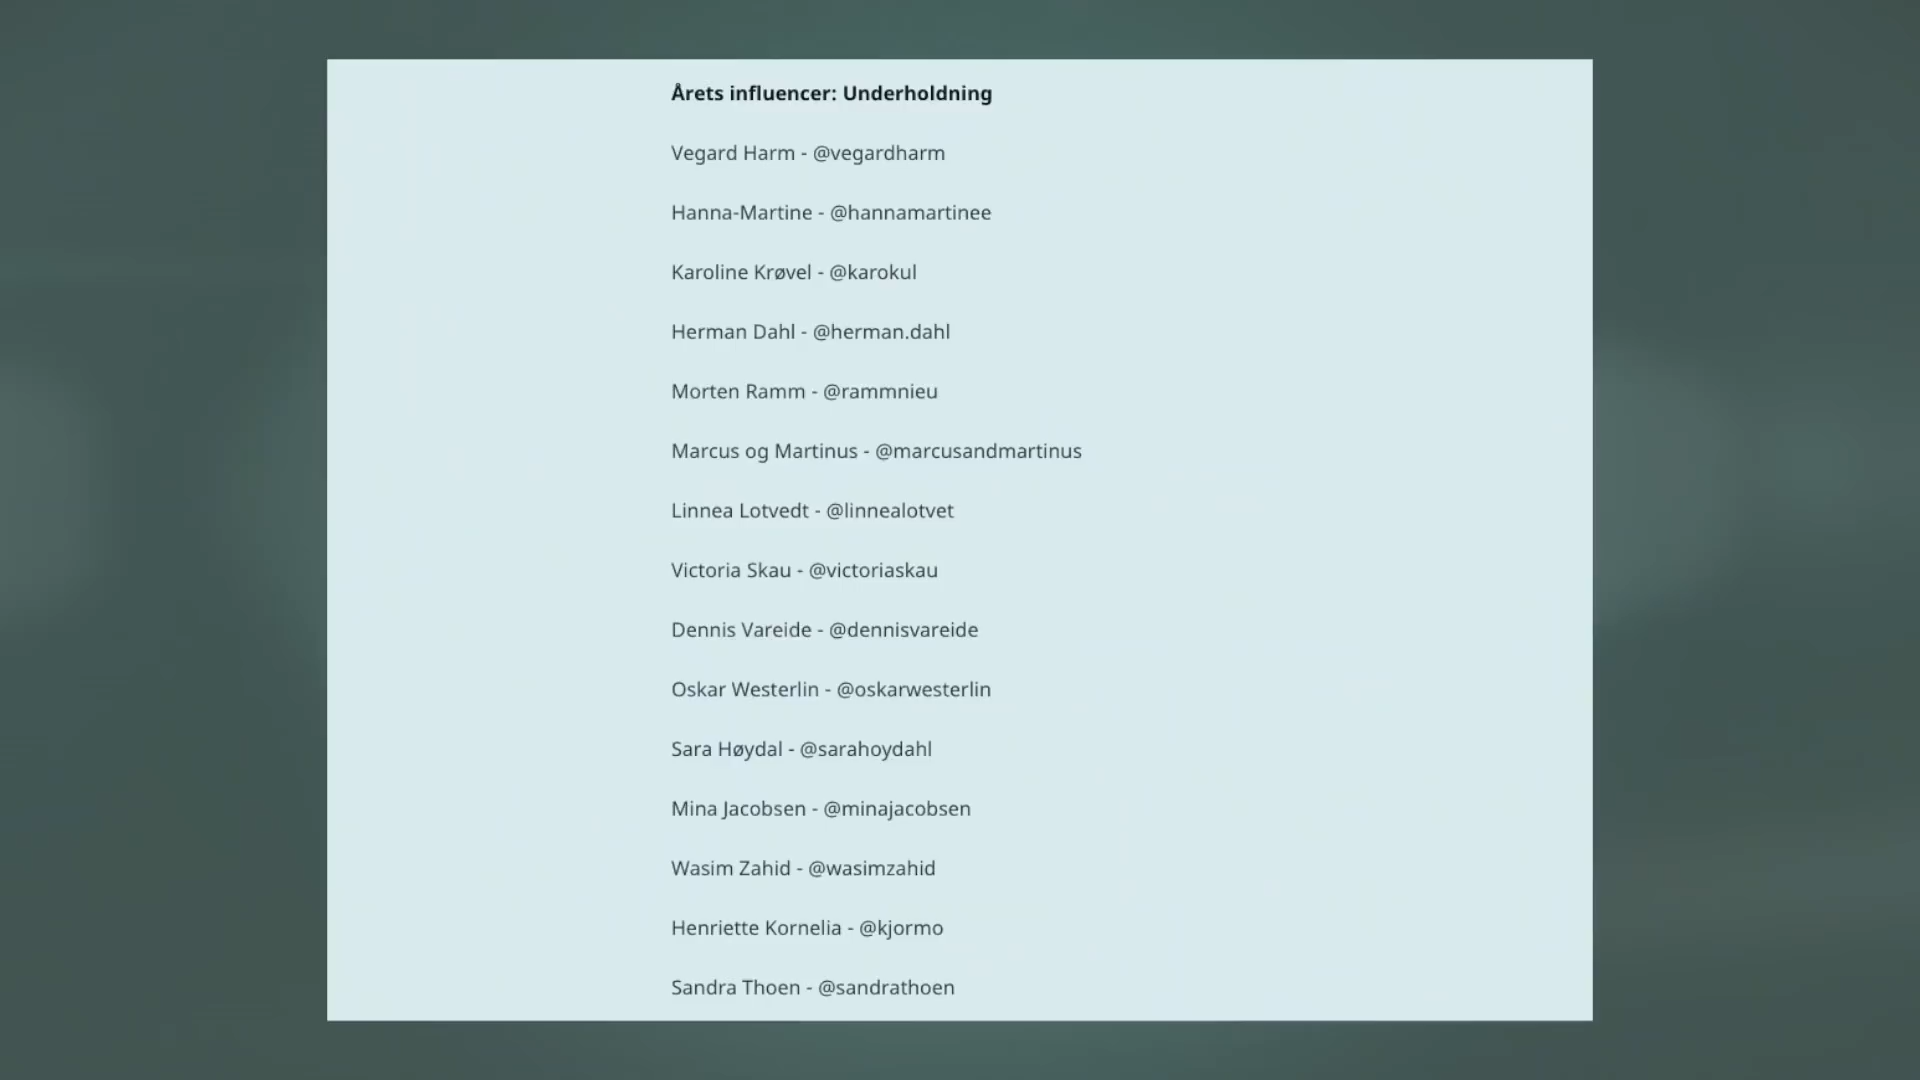 Årets influencer: Underholdning
Vegard Harm - @vegardharm
Hanna-Martine - @hannamartinee
Karoline Krøvel - @karokul
Herman Dahl - @herman.dahl
Morten Ramm - @rammnieu
Marcus og Martinus - @marcusandmartinus
Linnea Lotvedt - @linnealotvet
Victoria Skau - @victoriaskau
Dennis Vareide - @dennisvareide
Oskar Westerlin - @oskarwesterlin
Sara Høydal - @sarahoydahl
Mina Jacobsen - @minajacobsen
Wasim Zahid - @wasimzahid
Henriette Kornelia - @kjormo
Sandra Thoen - @sandrathoen